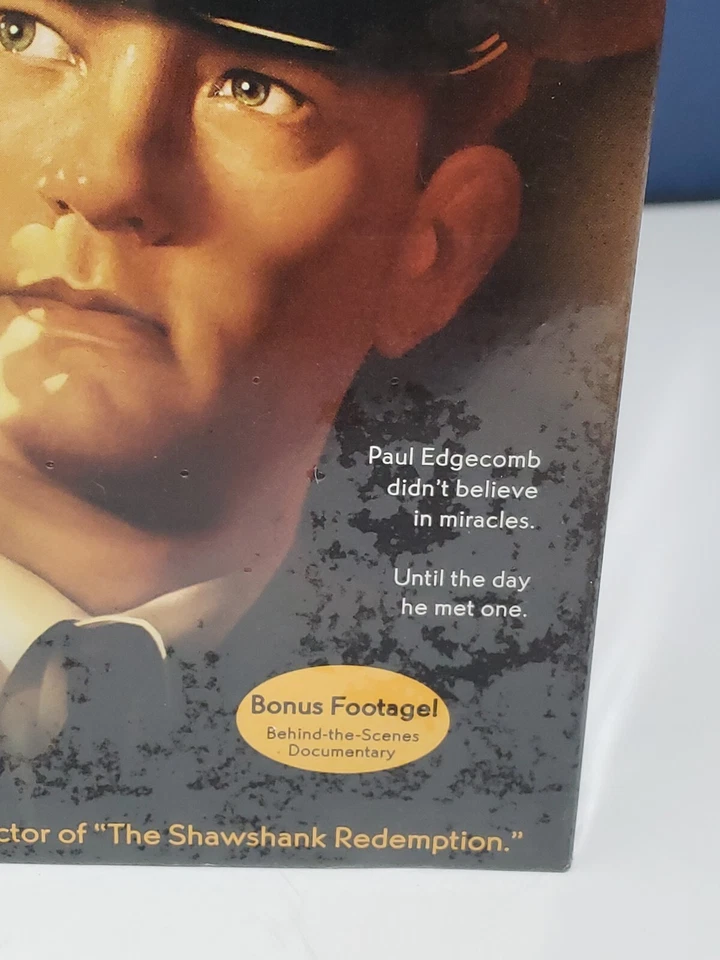 Paul Edgecomb
didn't believe
in miracles.
Until the day
he met one.
Bonus Footage!
Behind-the-Scenes
Documentary
ctor of "The Shawshank Redemption."